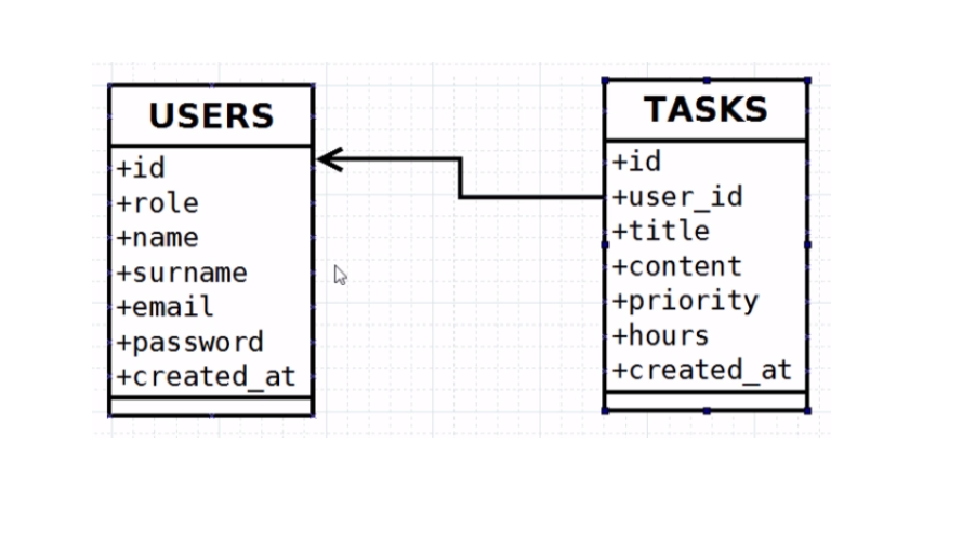 USERS
+id
+role
+name
+surname
+email
+password
+created_at
TASKS
+id
+user_id
+title
+content
+priority
+hours
+created_at